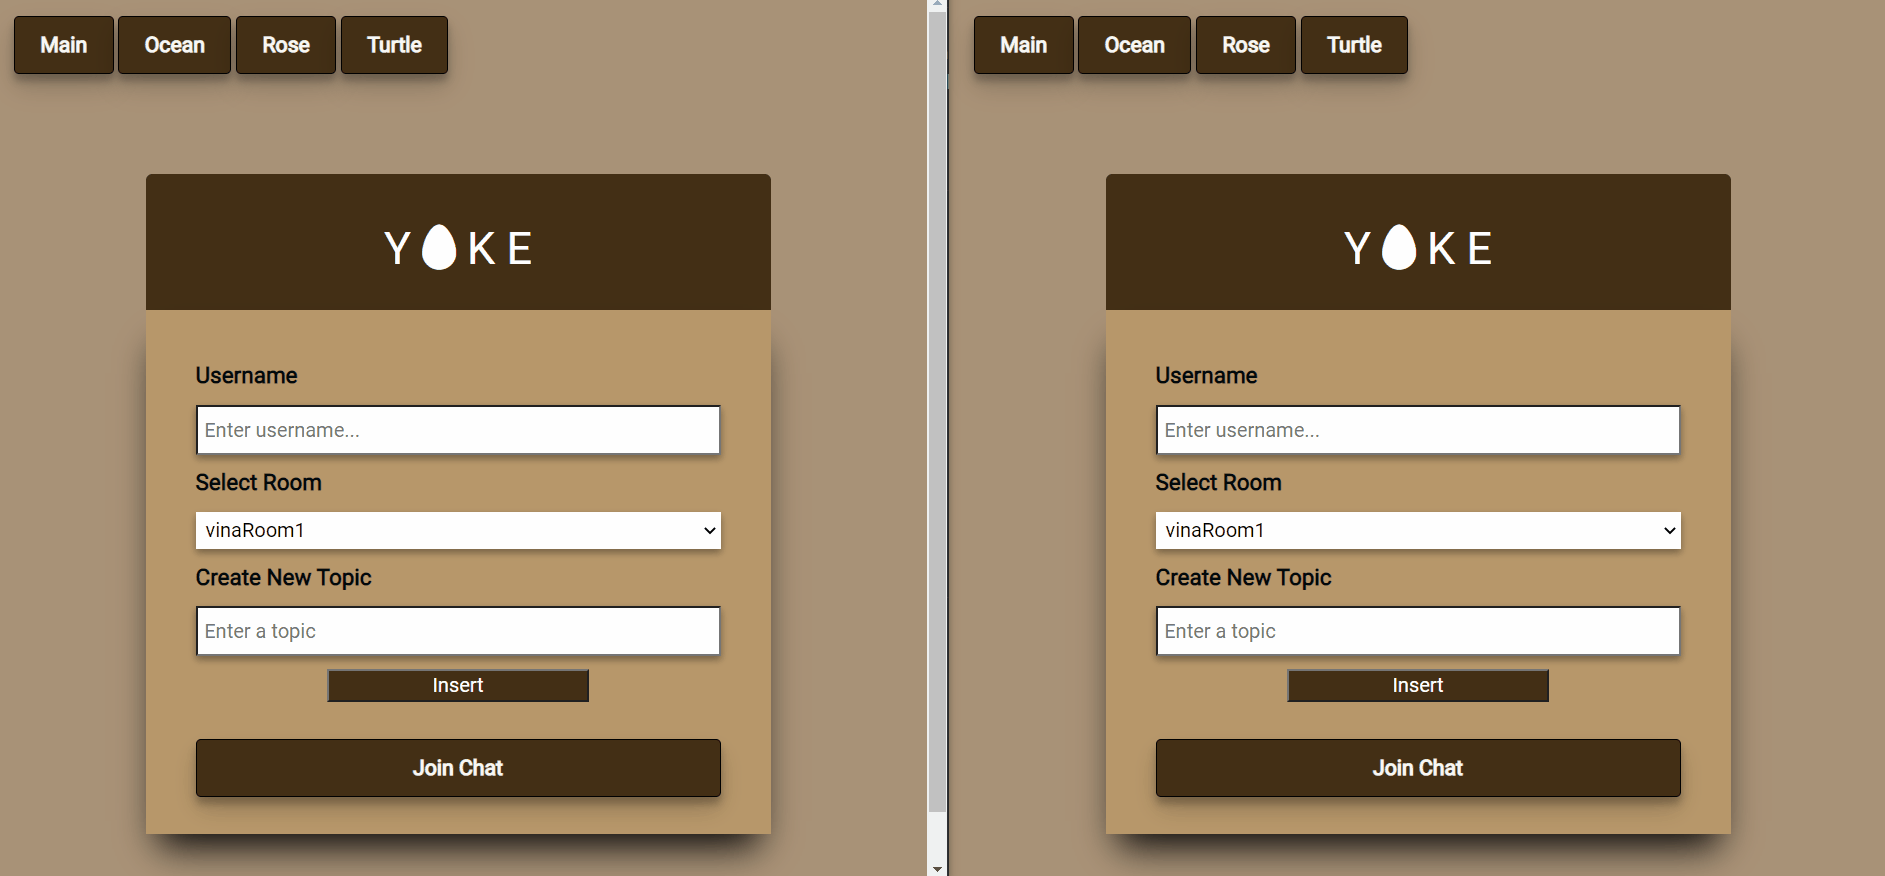 Main Ocean Rose Turtle
Y KE
Username
Enter username...
Select Room
vinaRoom1
Create New Topic
Enter a topic
Insert
Join Chat
Main Ocean Rose Turtle
Y KE
Username
Enter username...
Select Room
vinaRoom1
Create New Topic
Enter a topic
Insert
Join Chat